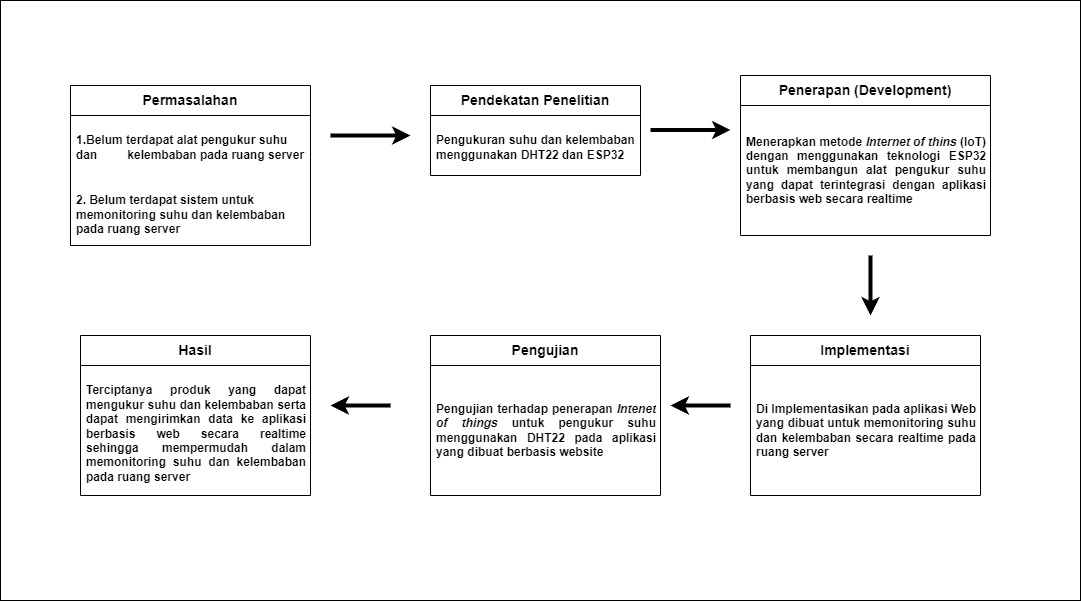 Permasalahan
1.Belum terdapat alat pengukur suhu
dan kelembaban pada ruang server
2. Belum terdapat sistem untuk
memonitoring suhu dan kelembaban
pada ruang server
Pendekatan Penelitian
Pengukuran suhu dan kelembaban
menggunakan DHT22 dan ESP32
Penerapan (Development)
Menerapkan metode Internet of thins (IoT)
dengan menggunakan teknologi ESP32
untuk membangun alat pengukur suhu
yang dapat terintegrasi dengan aplikasi
berbasis web secara realtime
Implementasi
Di Implementasikan pada aplikasi Web
yang dibuat untuk memonitoring suhu
dan kelembaban secara realtime pada
ruang server
Pengujian
Pengujian terhadap penerapan Intenet
of things untuk pengukur suhu
menggunakan DHT22 pada aplikasi
yang dibuat berbasis website
Hasil
Terciptanya produk yang dapat
mengukur suhu dan kelembaban serta
dapat mengirimkan data ke aplikasi
berbasis web secara realtime
sehingga mempermudah dalam
memonitoring suhu dan kelembaban
pada ruang server